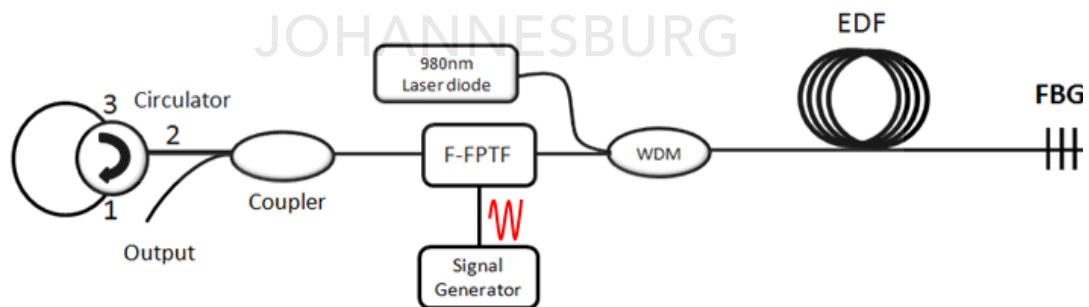 JOHANNESBURG
EDF
980nm
Laser diode
FBG
3
Circulator
2
F-FPTF
WDM
1
Coupler
Output
Signal
Generator